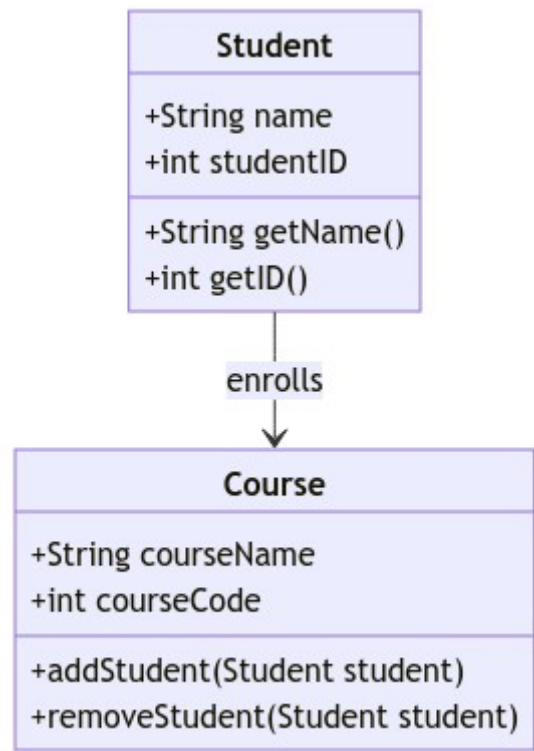 Student
+String name
+int studentID
+String getName()
+int getID()
enrolls
Course
+String courseName
+int courseCode
+addStudent(Student student)
+removeStudent(Student student)